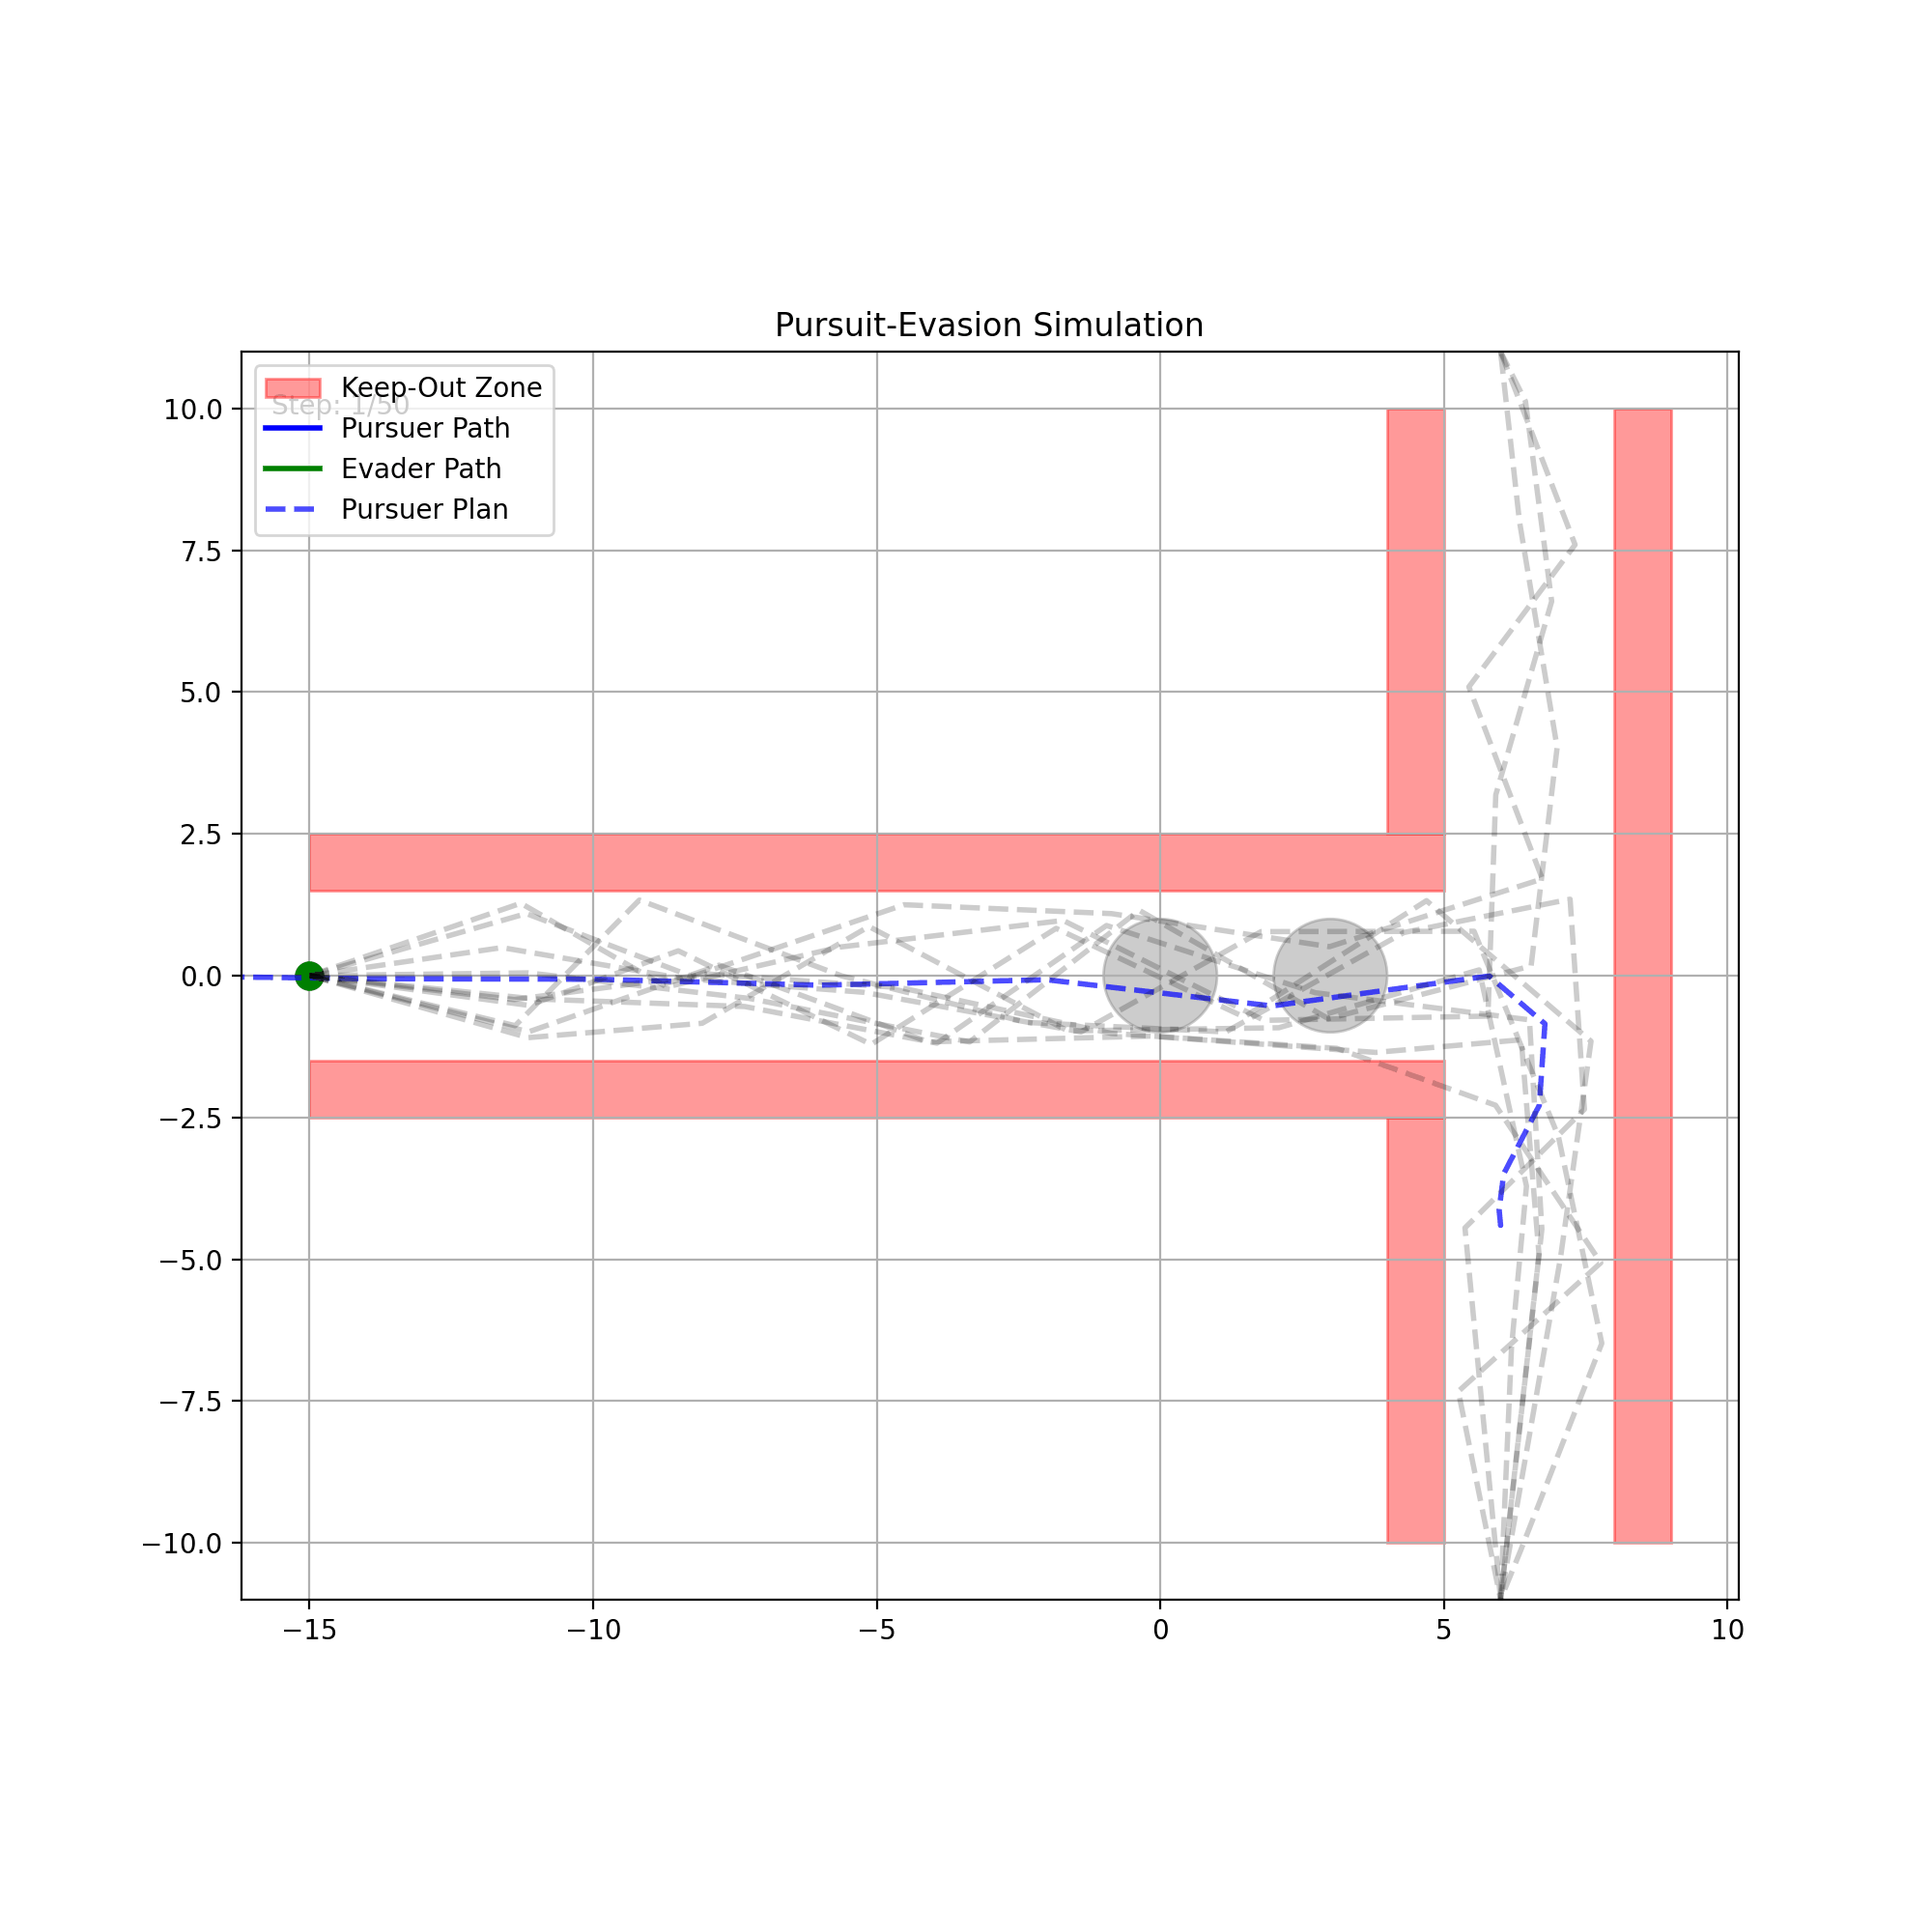 Pursuit-Evasion Simulation
Keep-Out Zone
Step: 1/50
Pursuer Path
Evader Path
Pursuer Plan
10.0
7.5
5.0
2.5
0.0
−2.5
−5.0
−7.5
−10.0
−15 −10 −5 0 5 10